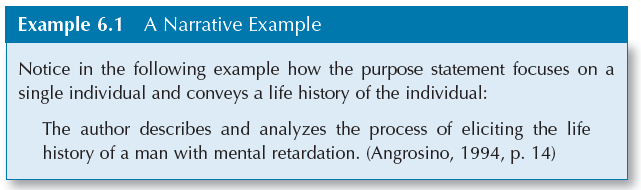 Example 6.1 A Narrative Example
Notice in the following example how the purpose statement focuses on a
single individual and conveys a life history of the individual:
The author describes and analyzes the process of eliciting the life
history of a man with mental retardation. (Angrosino, 1994, p. 14)